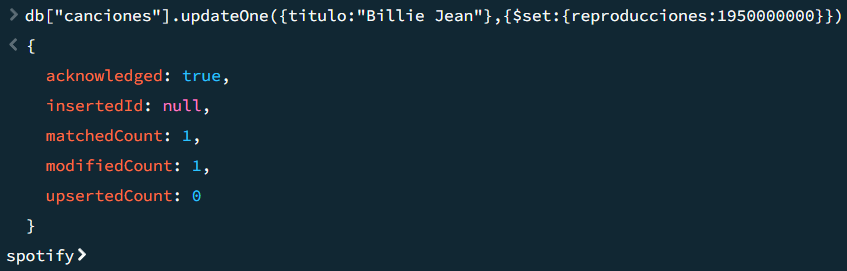 > db["canciones"].updateOne({titulo:"Billie Jean"},{$set:{reproducciones:1950000000}})
< {
acknowledged: true,
insertedId: null,
matchedCount: 1,
modifiedCount: 1,
upsertedCount: 0
}
spotify>